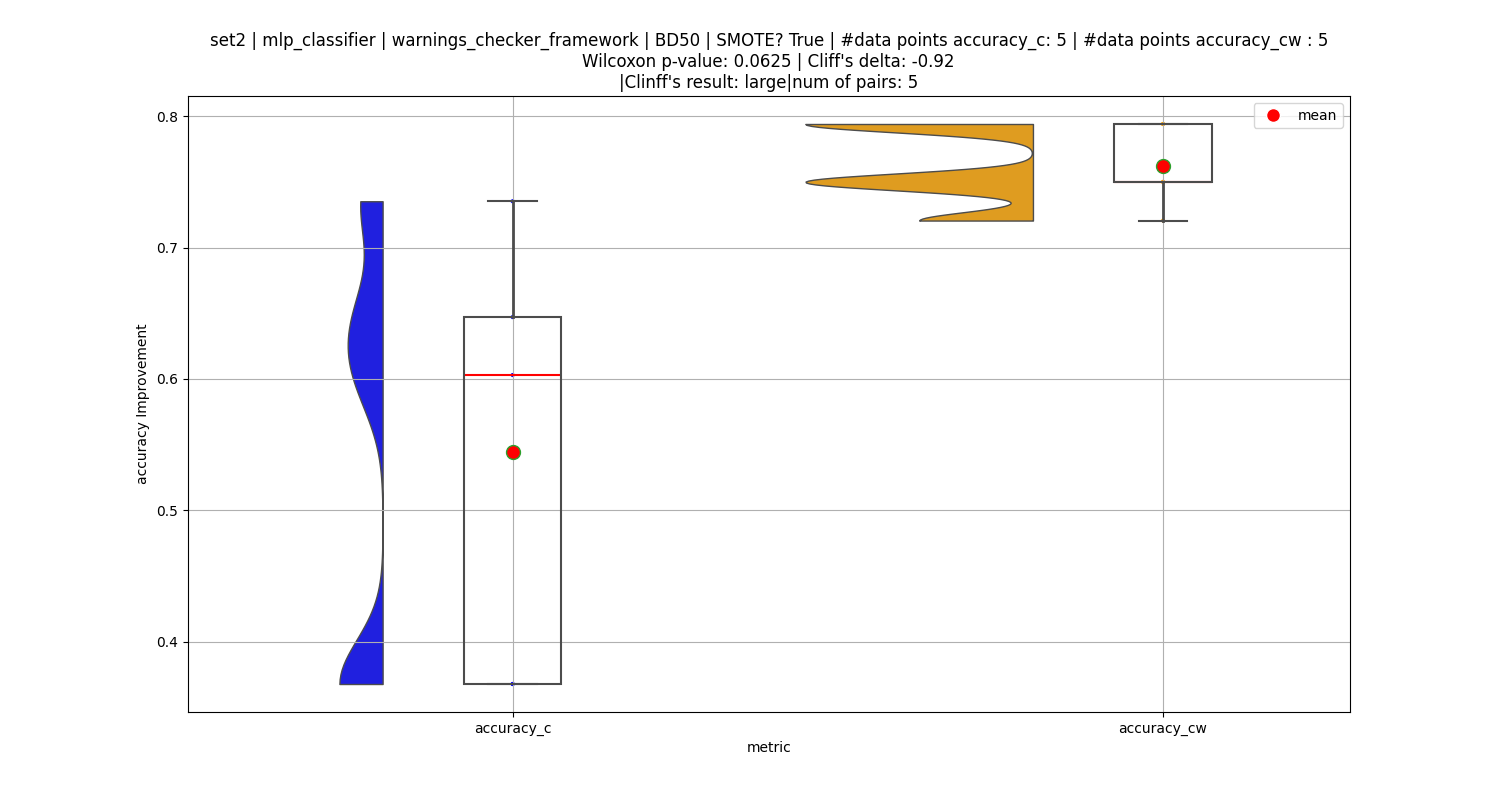 set2 | mlp_classifier | warnings_checker_framework | BD50 | SMOTE? True | #data points accuracy_c: 5 | #data points accuracy_cw : 5
Wilcoxon p-value: 0.0625 | Cliff's delta: -0.92
|Clinff's result: large|num of pairs: 5
mean
0.8
0.7
0.6
0.5
0.4
accuracy Improvement
accuracy_c
accuracy_cw
metric